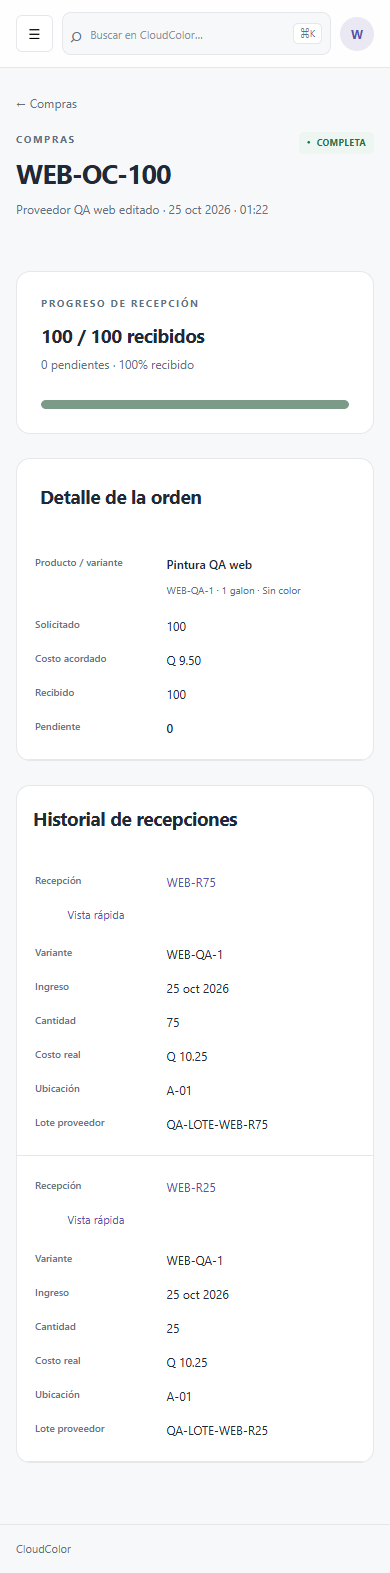 ☰
Buscar en CloudColor...
⌘K
W
← Compras
COMPRAS
• COMPLETA
WEB-OC-100
Proveedor QA web editado · 25 oct 2026 · 01:22
PROGRESO DE RECEPCIÓN
100 / 100 recibidos
0 pendientes · 100% recibido
Detalle de la orden
Producto / variante
Pintura QA web
WEB-QA-1 · 1 galon · Sin color
Solicitado
100
Costo acordado
Q 9.50
Recibido
100
Pendiente
0
Historial de recepciones
Recepción
WEB-R75
Vista rápida
Variante
WEB-QA-1
Ingreso
25 oct 2026
Cantidad
75
Costo real
Q 10.25
Ubicación
A-01
Lote proveedor
QA-LOTE-WEB-R75
Recepción
WEB-R25
Vista rápida
Variante
WEB-QA-1
Ingreso
25 oct 2026
Cantidad
25
Costo real
Q 10.25
Ubicación
A-01
Lote proveedor
QA-LOTE-WEB-R25
CloudColor